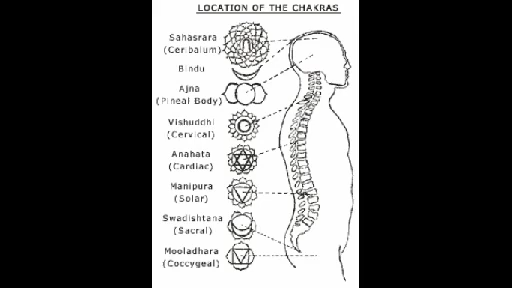 LOCATION OF THE CHAKRAS
Sahasrara
(Ceribalum)
Bindu
Ajna
(Pineal Body)
Vishuddhi
(Cervical)
Anahata
(Cardiac)
Manipura
(Solar)
Swadishtana
(Sacral)
Mooladhara
(Coccygeal)